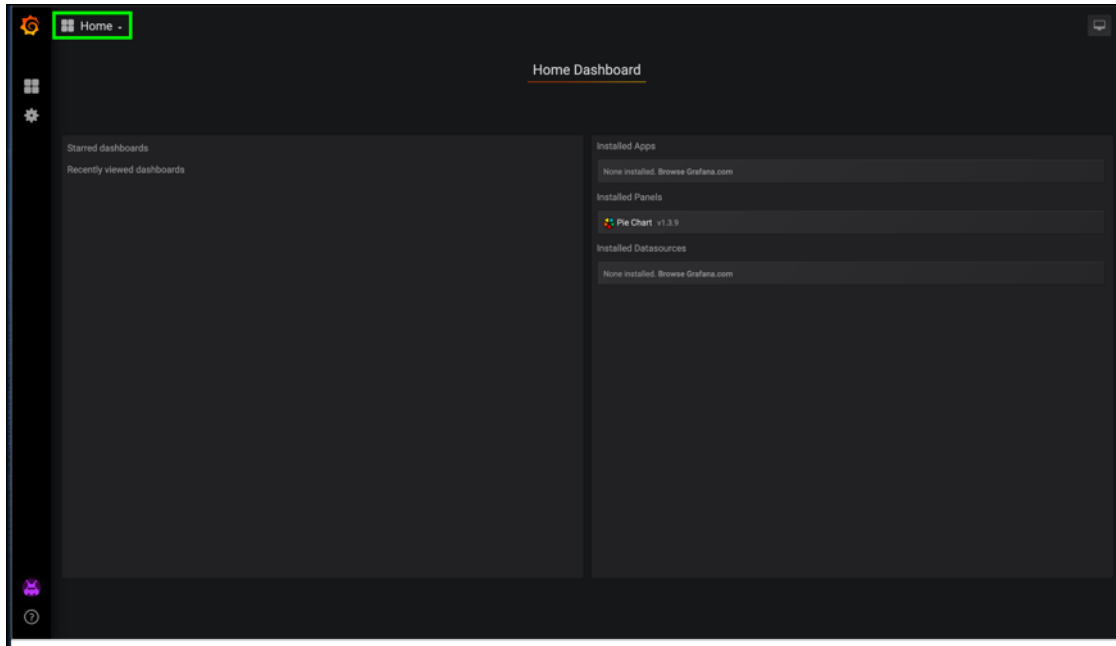 Home
Home Dashboard
Starred dashboards
Recently viewed dashboards
Installed Apps
None installed. Browse Grafana.com
Installed Panels
Pie Chart v1.3.9
Installed Datasources
None installed. Browse Grafana.com